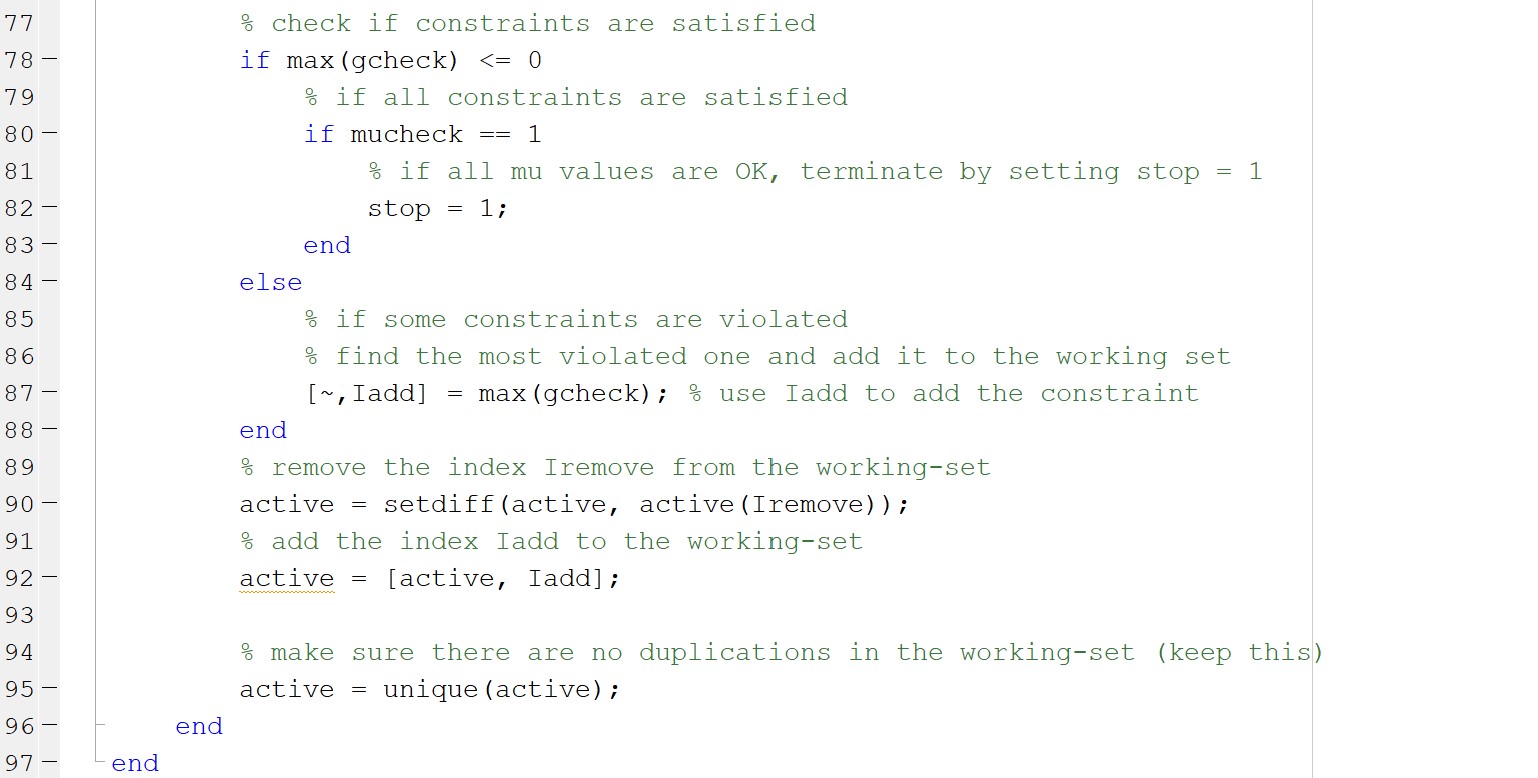 77 % check if constraints are satisfied
78 – if max(gcheck) <= 0
79 % if all constraints are satisfied
80 – if mucheck == 1
81 % if all mu values are OK, terminate by setting stop = 1
82 – stop = 1;
83 – end
84 – else
85 % if some constraints are violated
86 % find the most violated one and add it to the working set
87 – [~,Iadd] = max(gcheck); % use Iadd to add the constraint
88 – end
89 % remove the index Iremove from the working-set
90 – active = setdiff(active, active(Iremove));
91 % add the index Iadd to the working-set
92 – active = [active, Iadd];
93
94 % make sure there are no duplications in the working-set (keep this)
95 – active = unique(active);
96 – end
97 – end